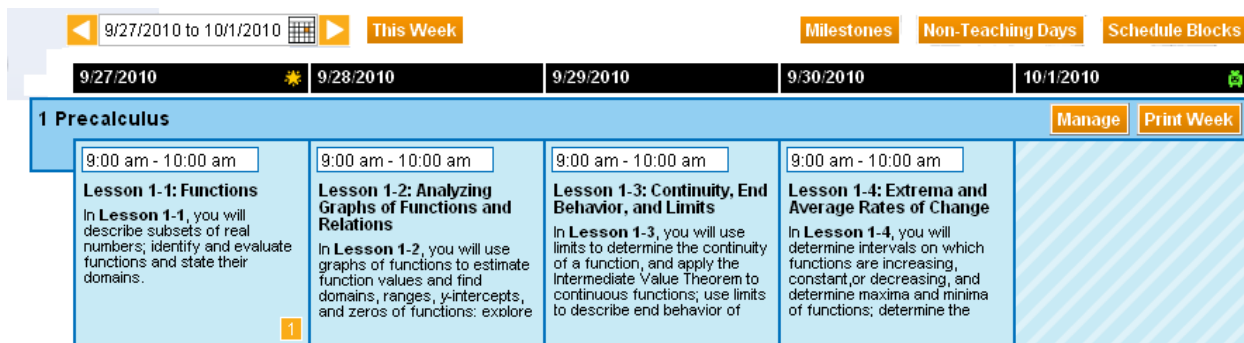 9/27/2010 to 10/1/2010 This Week Milestones Non-Teaching Days Schedule Blocks
9/27/2010 9/28/2010 9/29/2010 9/30/2010 10/1/2010
1 Precalculus Manage Print Week
9:00 am - 10:00 am
Lesson 1-1: Functions
In Lesson 1-1, you will
describe subsets of real
numbers; identify and evaluate
functions and state their
domains.
1
9:00 am - 10:00 am
Lesson 1-2: Analyzing
Graphs of Functions and
Relations
In Lesson 1-2, you will use
graphs of functions to estimate
function values and find
domains, ranges, y-intercepts,
and zeros of functions; explore
9:00 am - 10:00 am
Lesson 1-3: Continuity, End
Behavior, and Limits
In Lesson 1-3, you will use
limits to determine the continuity
of a function, and apply the
Intermediate Value Theorem to
continuous functions; use limits
to describe end behavior of
9:00 am - 10:00 am
Lesson 1-4: Extrema and
Average Rates of Change
In Lesson 1-4, you will
determine intervals on which
functions are increasing,
constant,or decreasing, and
determine maxima and minima
of functions; determine the